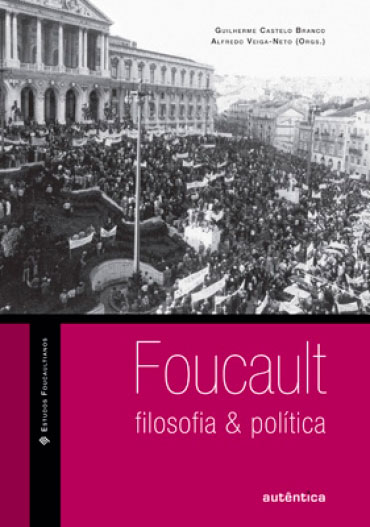 Guilherme Castelo Branco
Alfredo Veiga-Neto (Orgs.)
Estudos Foucaultianos
Foucault
filosofia & política
autêntica